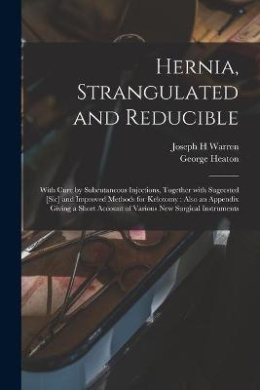 Hernia,
Strangulated
and Reducible
With Cure by Subcutaneous Injections, Together with Sugested
[Sic] and Improved Methods for Kelotomy : Also an Appendix
Giving a Short Account of Various New Surgical Instruments
Joseph H Warren
George Heaton